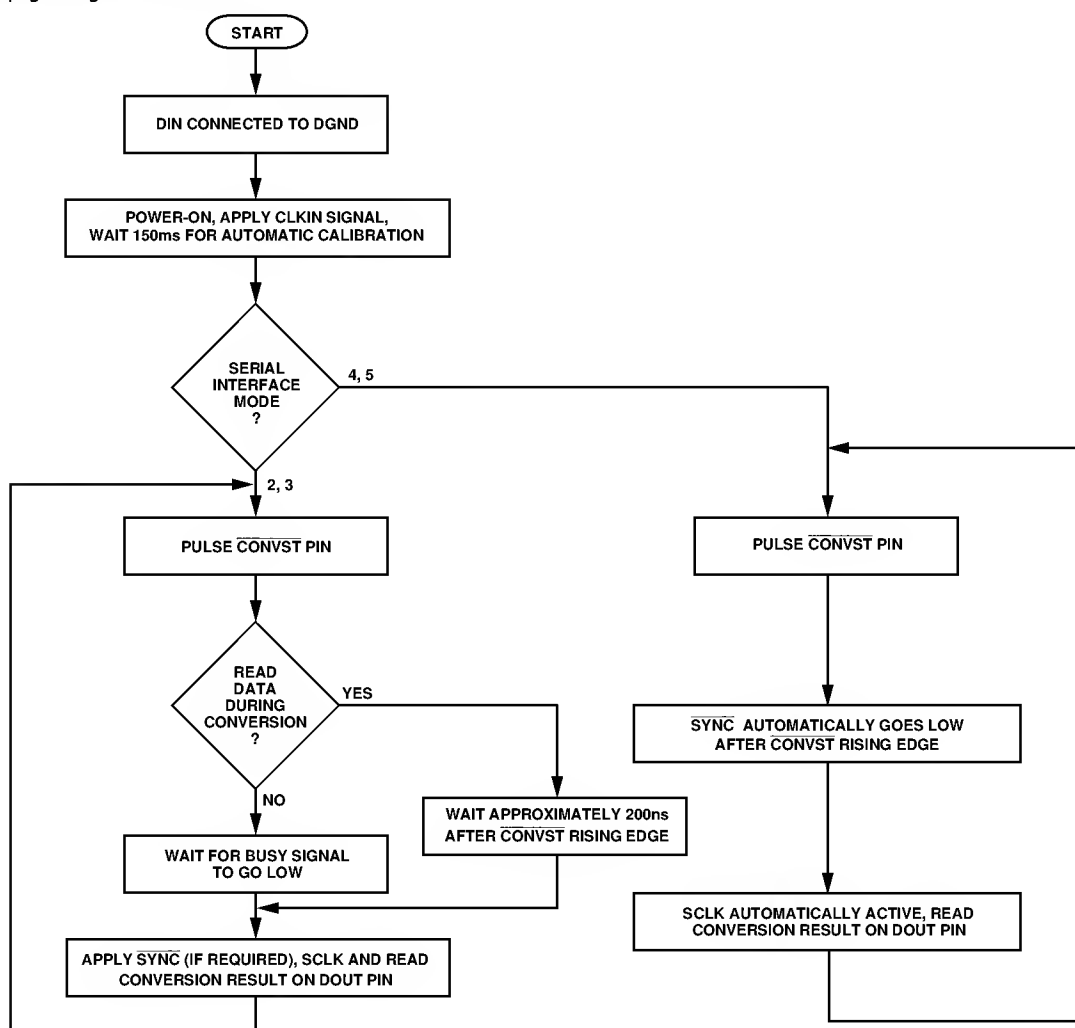 START
DIN CONNECTED TO DGND
POWER-ON, APPLY CLKIN SIGNAL,
WAIT 150ms FOR AUTOMATIC CALIBRATION
SERIAL
INTERFACE
MODE
?
4, 5
2, 3
PULSE CONVST PIN
READ
DATA
DURING
CONVERSION
?
YES
NO
WAIT APPROXIMATELY 200ns
AFTER CONVST RISING EDGE
WAIT FOR BUSY SIGNAL
TO GO LOW
APPLY SYNC (IF REQUIRED), SCLK AND READ
CONVERSION RESULT ON DOUT PIN
PULSE CONVST PIN
SYNC AUTOMATICALLY GOES LOW
AFTER CONVST RISING EDGE
SCLK AUTOMATICALLY ACTIVE, READ
CONVERSION RESULT ON DOUT PIN